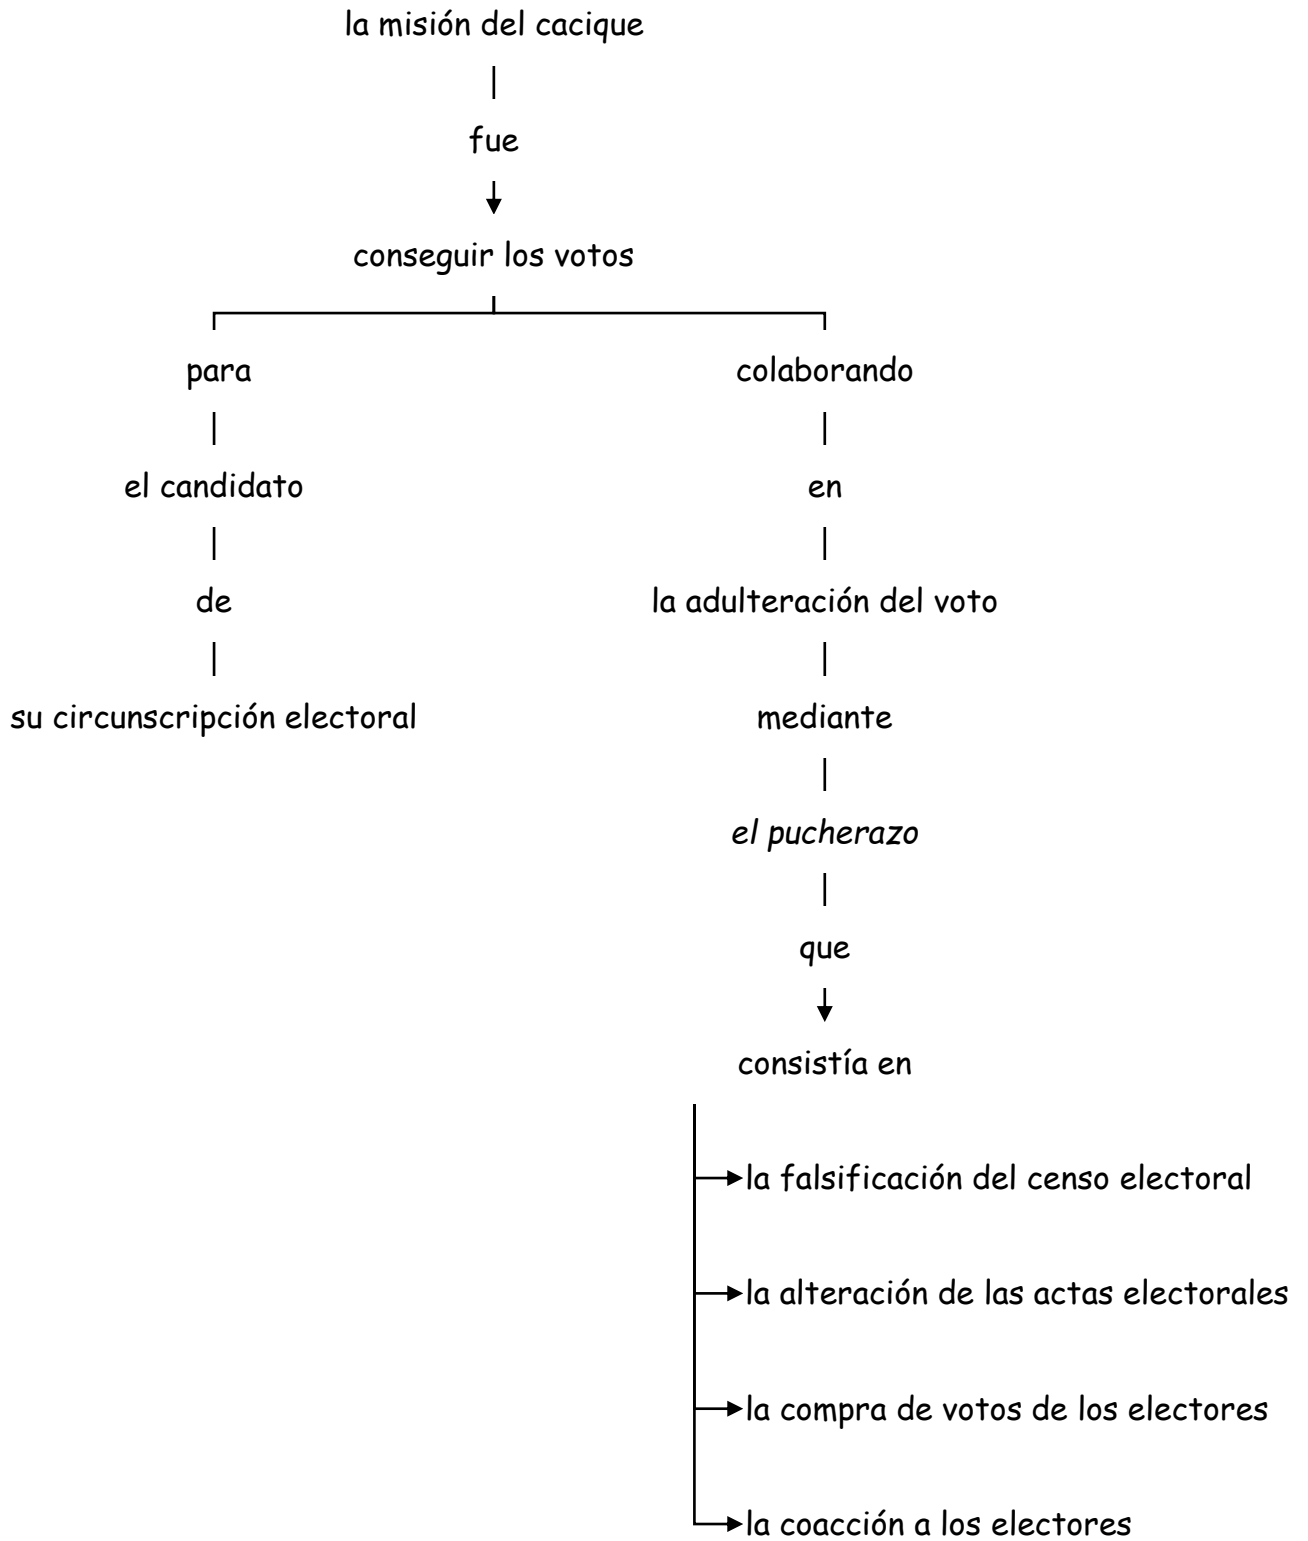 la misión del cacique
fue
conseguir los votos
para
colaborando
el candidato
en
de
la adulteración del voto
su circunscripción electoral
mediante
el pucherazo
que
consistía en
la falsificación del censo electoral
la alteración de las actas electorales
la compra de votos de los electores
la coacción a los electores